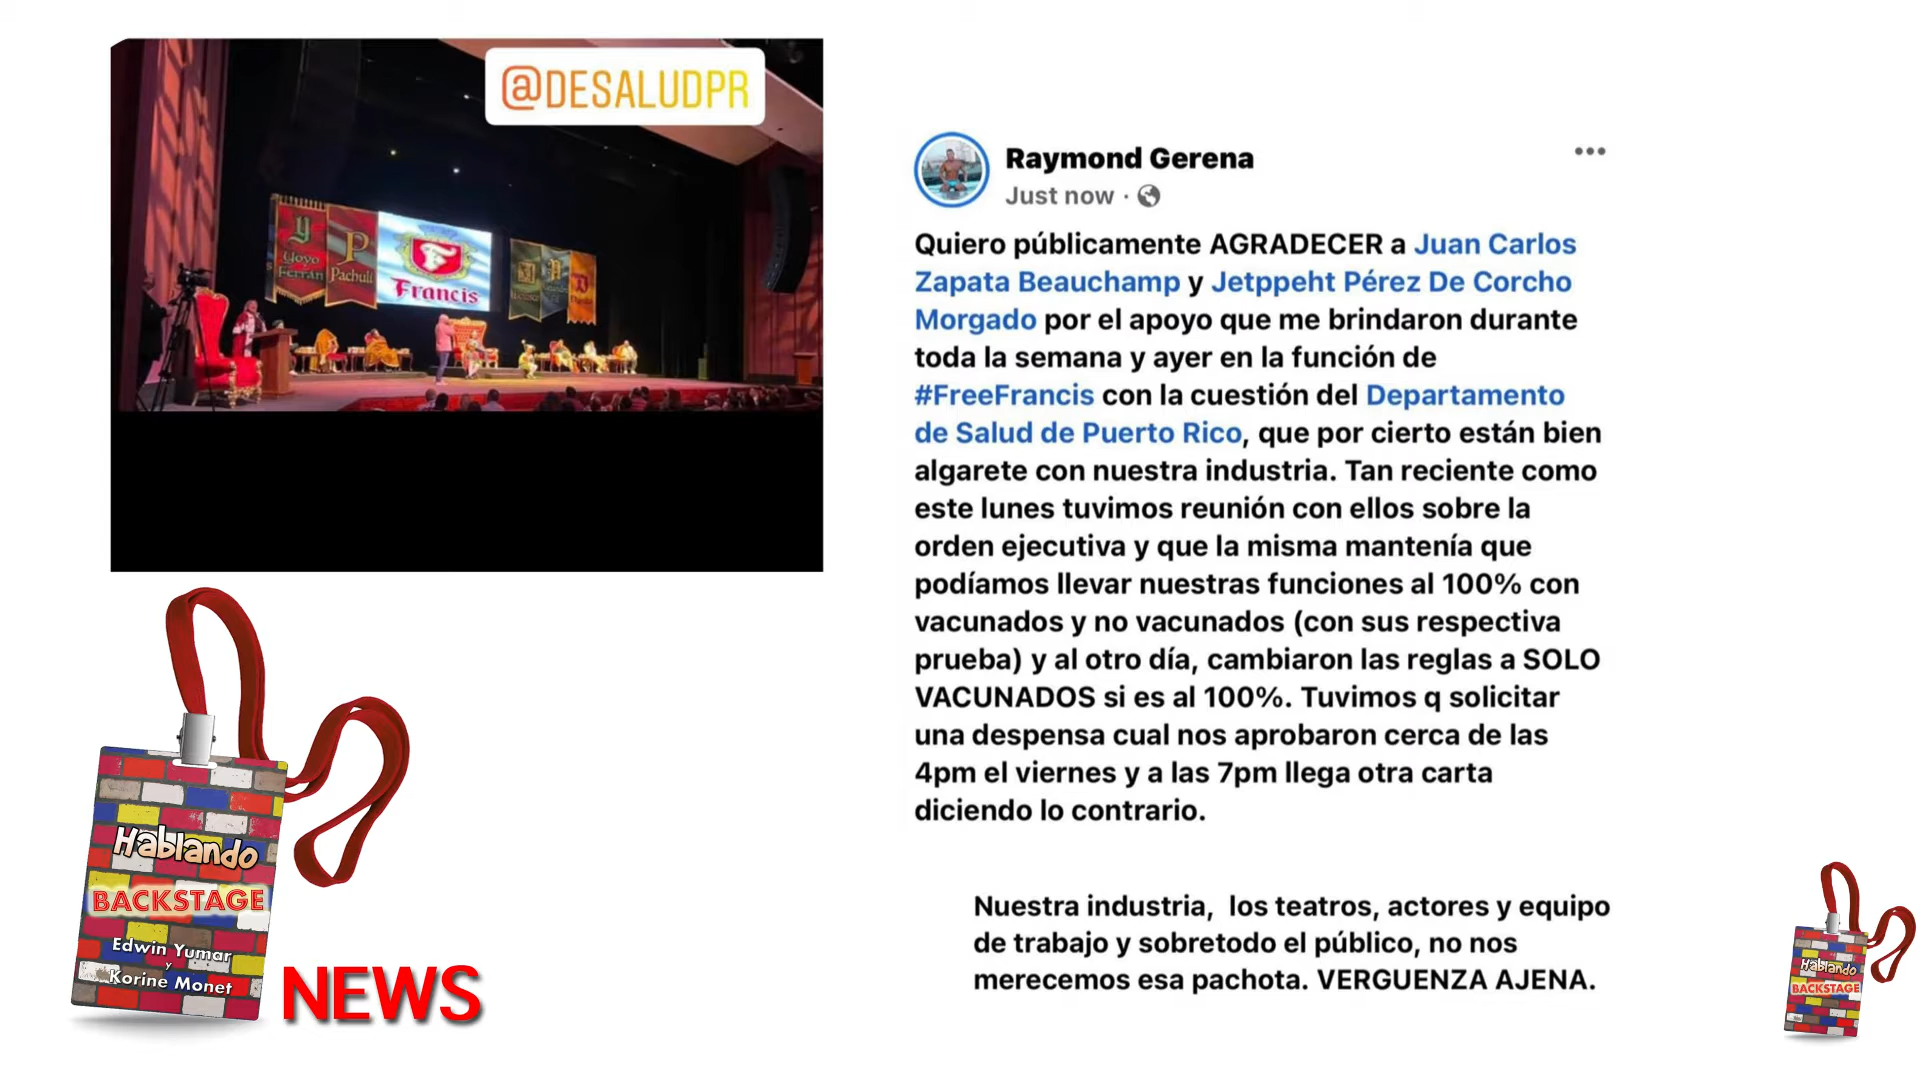 @DESALUDPR
Yoyo
Ferrán
P
Pachuli
F
Francis
Raymond Gerena
Just now ·
Quiero públicamente AGRADECER a Juan Carlos
Zapata Beauchamp y Jetppeht Pérez De Corcho
Morgado por el apoyo que me brindaron durante
toda la semana y ayer en la función de
#FreeFrancis con la cuestión del Departamento
de Salud de Puerto Rico, que por cierto están bien
algarete con nuestra industria. Tan reciente como
este lunes tuvimos reunión con ellos sobre la
orden ejecutiva y que la misma mantenía que
podíamos llevar nuestras funciones al 100% con
vacunados y no vacunados (con sus respectiva
prueba) y al otro día, cambiaron las reglas a SOLO
VACUNADOS si es al 100%. Tuvimos q solicitar
una despensa cual nos aprobaron cerca de las
4pm el viernes y a las 7pm llega otra carta
diciendo lo contrario.
Nuestra industria, los teatros, actores y equipo
de trabajo y sobretodo el público, no nos
merecemos esa pachota. VERGUENZA AJENA.
Hablando
BACKSTAGE
Edwin Yumar
y
Korine Monet
NEWS
Hablando
BACKSTAGE